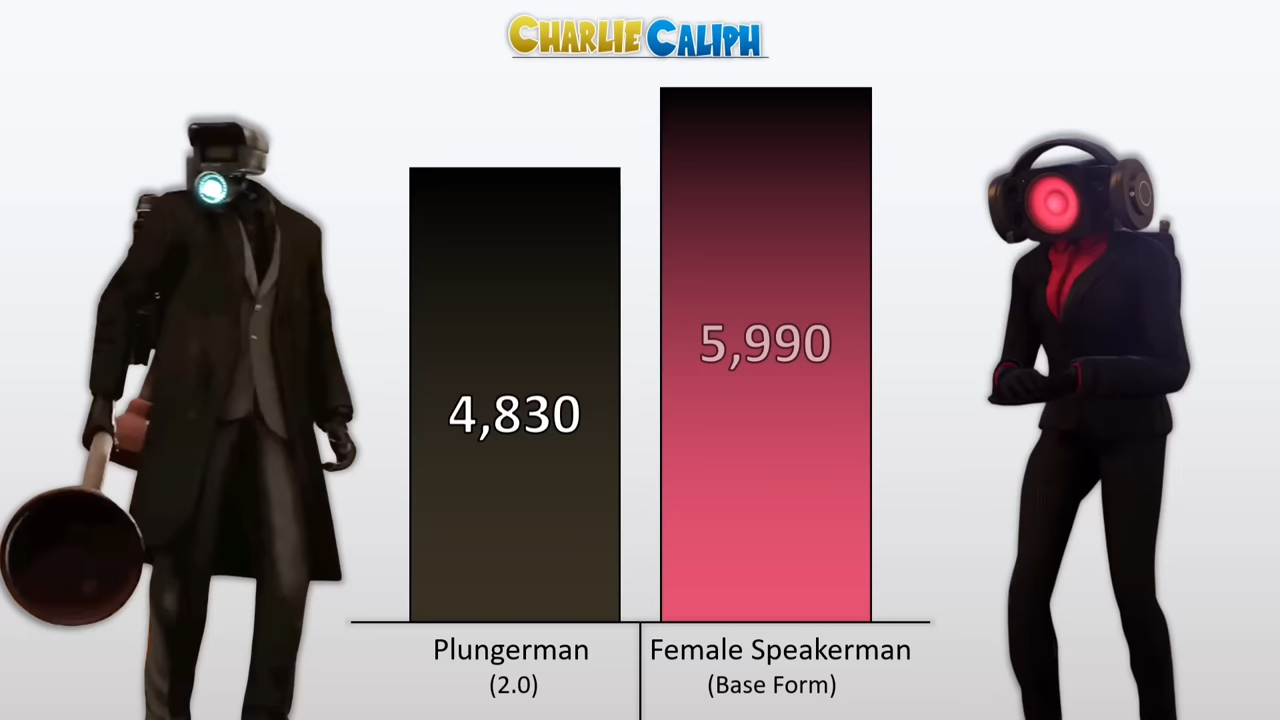 CHARLIE CALIPH
5,990
4,830
Plungerman
(2.0)
Female Speakerman
(Base Form)